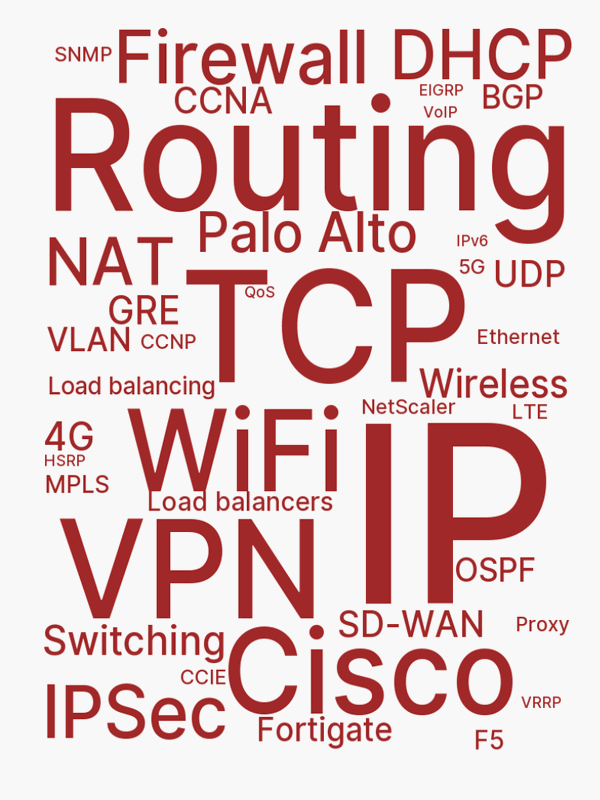 SNMP
Firewall
DHCP
CCNA
EIGRP
BGP
VoIP
Routing
Palo Alto
NAT
IPv6
5G
UDP
TCP
QoS
GRE
VLAN
CCNP
Ethernet
Load balancing
Wireless
NetScaler
LTE
WiFi
4G
HSRP
MPLS
IP
Load balancers
VPN
OSPF
SD-WAN
Proxy
Switching
Cisco
CCIE
IPSec
VRRP
Fortigate
F5